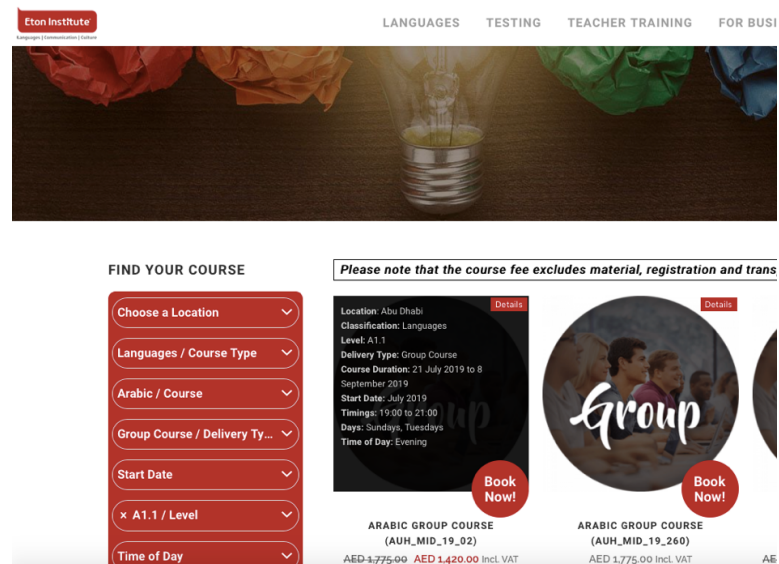 Eton Institute
Languages | Communication | Culture
LANGUAGES TESTING TEACHER TRAINING FOR BUSI
FIND YOUR COURSE
Please note that the course fee excludes material, registration and trans
Choose a Location
Languages / Course Type
Arabic / Course
Group Course / Delivery Ty...
Start Date
× A1.1 / Level
Time of Day
Details
Location: Abu Dhabi
Classification: Languages
Level: A1.1
Delivery Type: Group Course
Course Duration: 21 July 2019 to 8
September 2019
Start Date: July 2019
Timings: 19:00 to 21:00
Days: Sundays, Tuesdays
Time of Day: Evening
Group
Book
Now!
ARABIC GROUP COURSE
(AUH_MID_19_02)
AED 1,775.00 AED 1,420.00 Incl. VAT
Details
Group
Book
Now!
ARABIC GROUP COURSE
(AUH_MID_19_260)
AED 1,775.00 Incl. VAT
AE